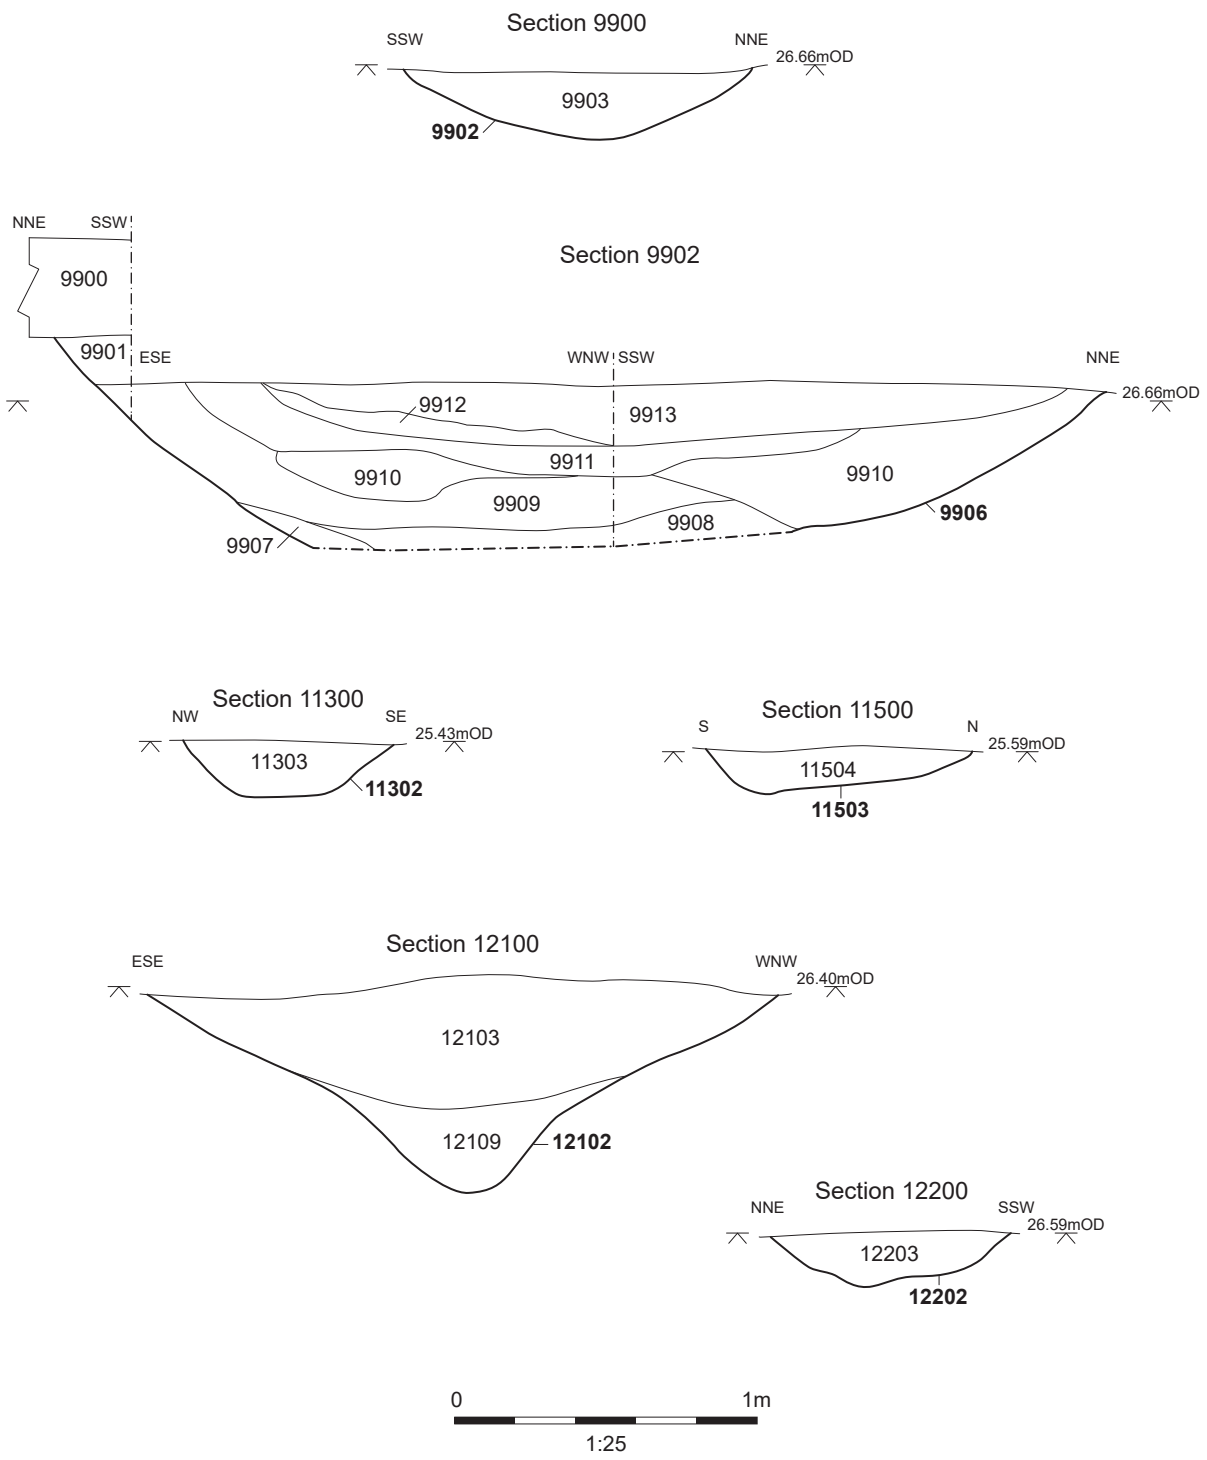 Section 9900
SSW NNE
26.66mOD
9903
9902
NNE SSW
Section 9902
9900
9901
ESE WNW SSW NNE
26.66mOD
9912
9913
9911
9910
9910
9909
9906
9908
9907
Section 11300
NW SE
25.43mOD
11303
11302
Section 11500
S N
25.59mOD
11504
11503
Section 12100
ESE WNW
26.40mOD
12103
12109
12102
Section 12200
NNE SSW
26.59mOD
12203
12202
0 1m
1:25